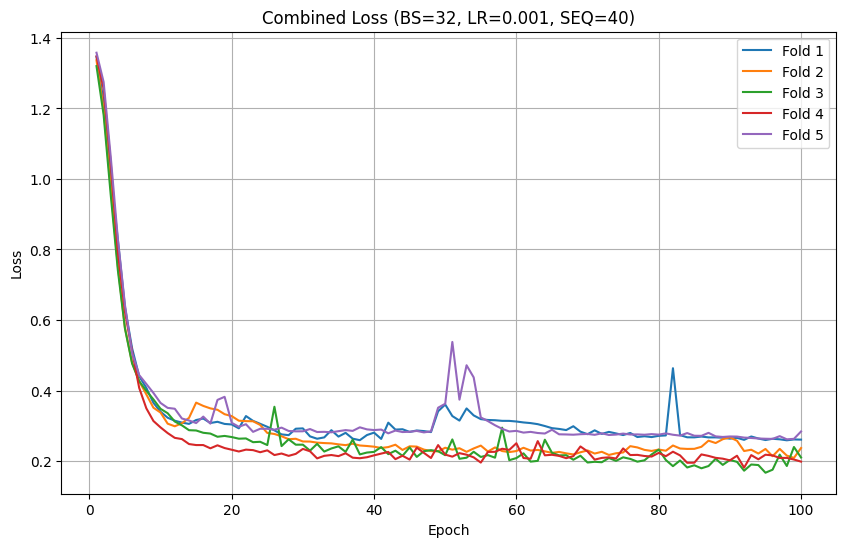 Combined Loss (BS=32, LR=0.001, SEQ=40)
Fold 1
Fold 2
Fold 3
Fold 4
Fold 5
Loss
1.4
1.2
1.0
0.8
0.6
0.4
0.2
0 20 40 60 80 100
Epoch